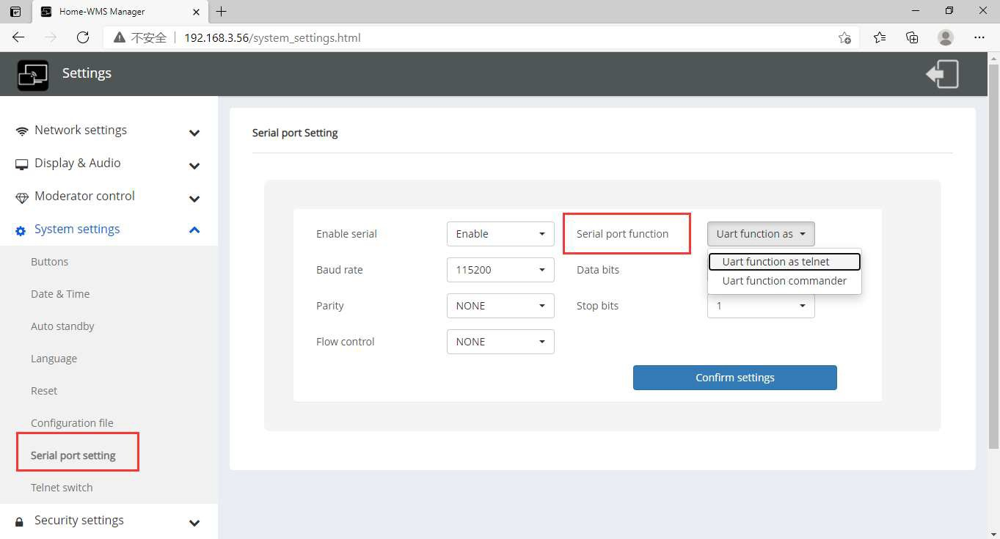 Home-WMS Manager
不安全 192.168.3.56/system_settings.html
Settings
Network settings
Display & Audio
Moderator control
System settings
Buttons
Date & Time
Auto standby
Language
Reset
Configuration file
Serial port setting
Telnet switch
Security settings
Serial port Setting
Enable serial Enable Serial port function Uart function as
Uart function as telnet
Uart function commander
Baud rate 115200 Data bits
Parity NONE Stop bits 1
Flow control NONE
Confirm settings